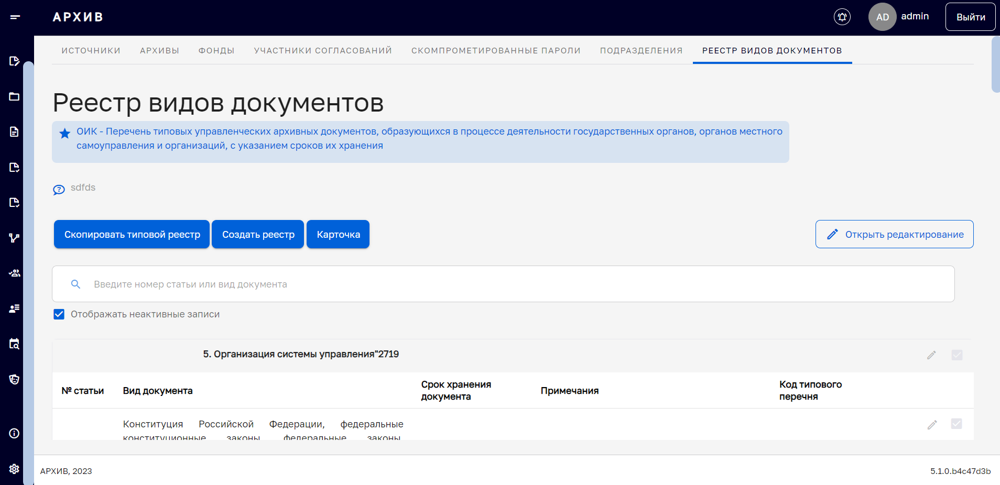 АРХИВ
AD
admin
Выйти
ИСТОЧНИКИ
АРХИВЫ
ФОНДЫ
УЧАСТНИКИ СОГЛАСОВАНИЙ
СКОМПРОМЕТИРОВАННЫЕ ПАРОЛИ
ПОДРАЗДЕЛЕНИЯ
РЕЕСТР ВИДОВ ДОКУМЕНТОВ
Реестр видов документов
ОИК - Перечень типовых управленческих архивных документов, образующихся в процессе деятельности государственных органов, органов местного
самоуправления и организаций, с указанием сроков их хранения
sdfds
Скопировать типовой реестр
Создать реестр
Карточка
Открыть редактирование
Введите номер статьи или вид документа
Отображать неактивные записи
5. Организация системы управления"2719
№ статьи
Вид документа
Срок хранения
документа
Примечания
Код типового
перечня
Конституция Российской Федерации, федеральные
конституционные законы, федеральные законы,
АРХИВ, 2023
5.1.0.b4c47d3b